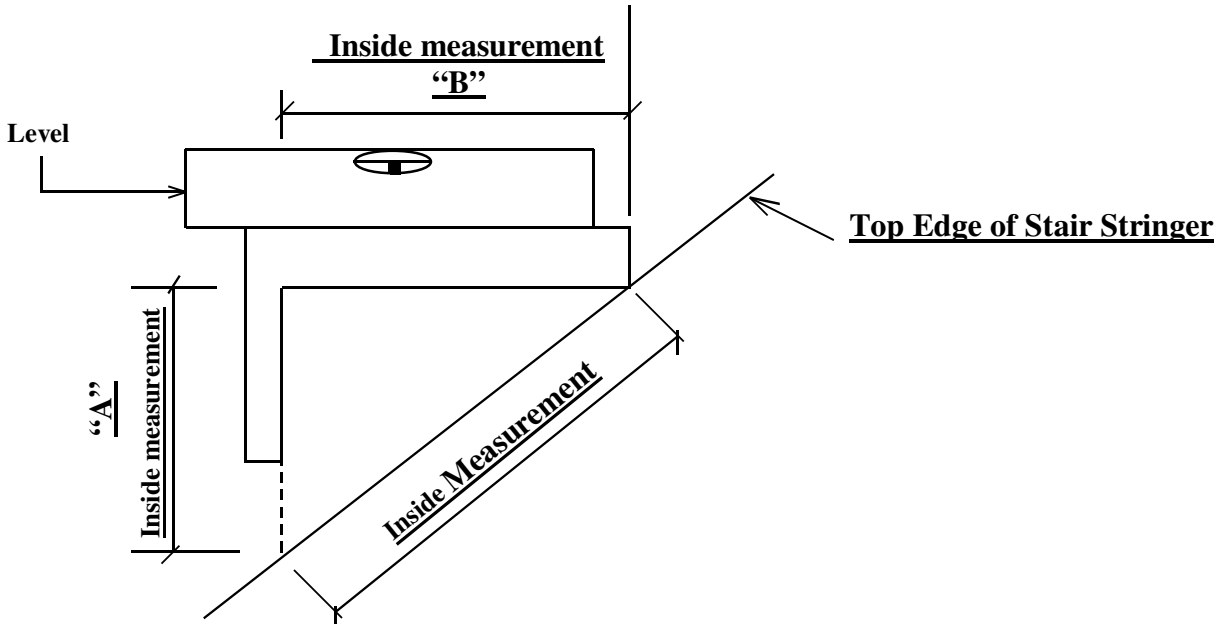 Inside measurement
“B”
Level
Top Edge of Stair Stringer
“A”
Inside measurement
Inside Measurement